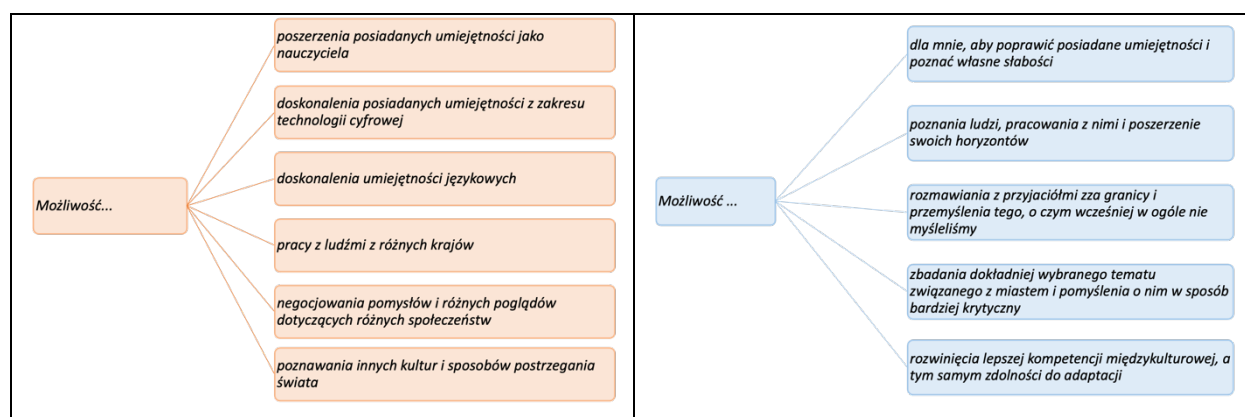 Możliwość...
poszerzenia posiadanych umiejętności jako
nauczyciela
doskonalenia posiadanych umiejętności z zakresu
technologii cyfrowej
doskonalenia umiejętności językowych
pracy z ludźmi z różnych krajów
negocjowania pomysłów i różnych poglądów
dotyczących różnych społeczeństw
poznawania innych kultur i sposobów postrzegania
świata
Możliwość ...
dla mnie, aby poprawić posiadane umiejętności i
poznać własne słabości
poznania ludzi, pracowania z nimi i poszerzenie
swoich horyzontów
rozmawiania z przyjaciółmi zza granicy i
przemyślenia tego, o czym wcześniej w ogóle nie
myśleliśmy
zbadania dokładniej wybranego tematu
związanego z miastem i pomyślenia o nim w sposób
bardziej krytyczny
rozwinięcia lepszej kompetencji międzykulturowej, a
tym samym zdolności do adaptacji